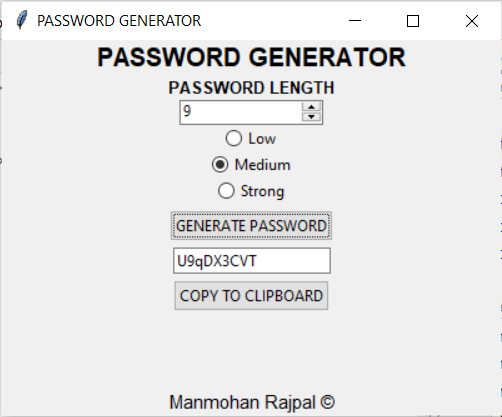 PASSWORD GENERATOR
PASSWORD GENERATOR
PASSWORD LENGTH
9
Low
Medium
Strong
GENERATE PASSWORD
U9qDX3CVT
COPY TO CLIPBOARD
Manmohan Rajpal ©